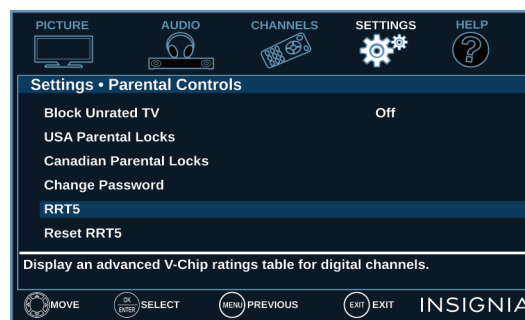 PICTURE AUDIO CHANNELS SETTINGS HELP
Settings • Parental Controls
Block Unrated TV Off
USA Parental Locks
Canadian Parental Locks
Change Password
RRT5
Reset RRT5
Display an advanced V-Chip ratings table for digital channels.
MOVE OK ENTER SELECT MENU PREVIOUS EXIT EXIT INSIGNIA